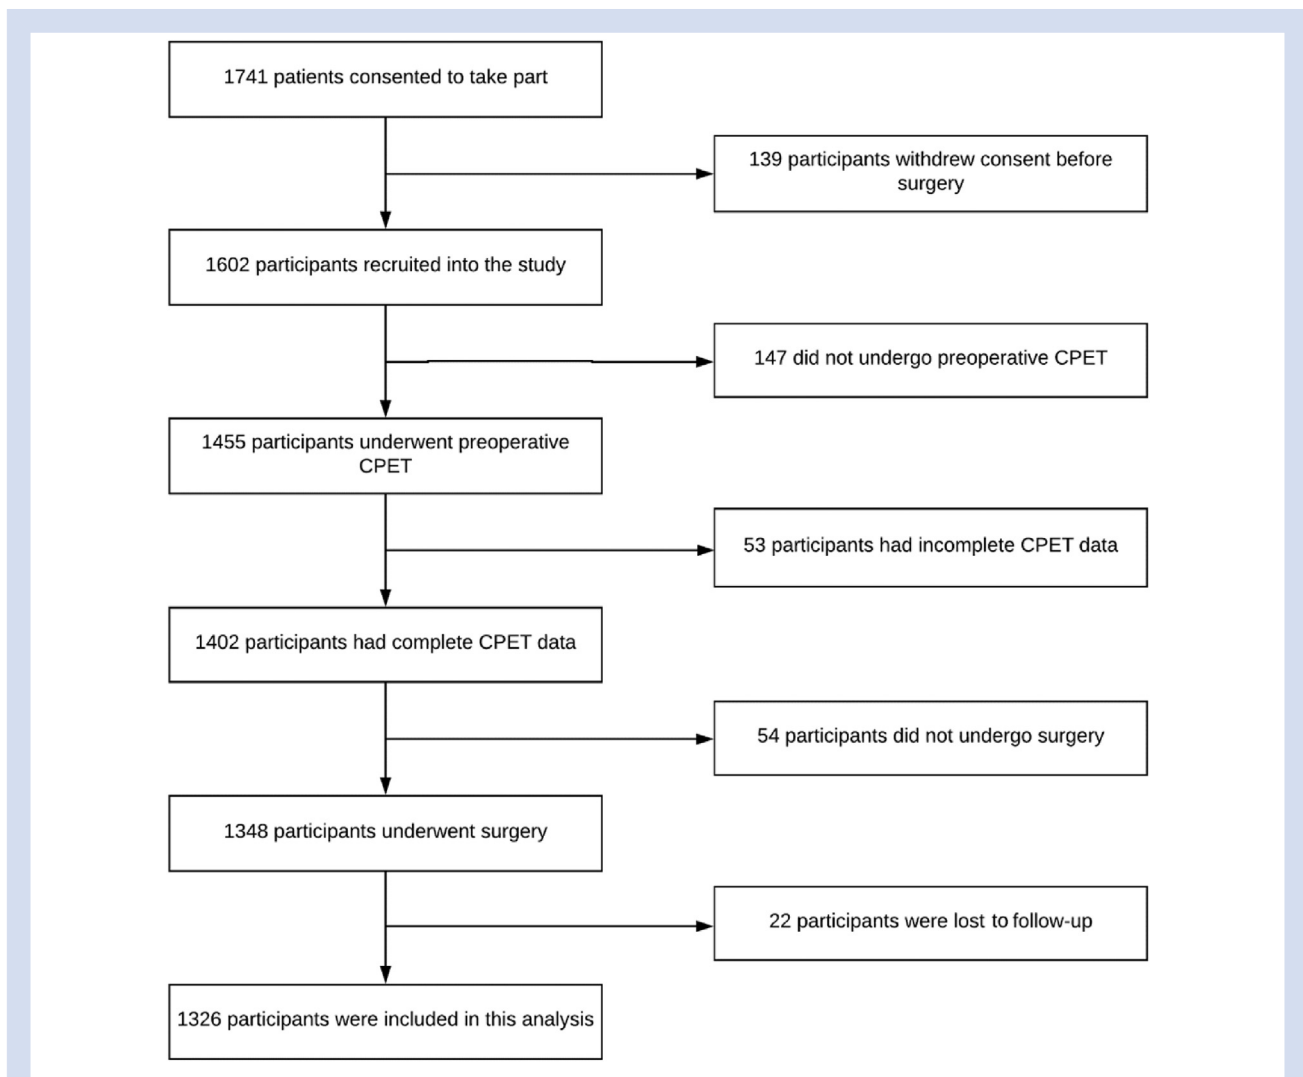 1741 patients consented to take part
139 participants withdrew consent before
surgery
1602 participants recruited into the study
147 did not undergo preoperative CPET
1455 participants underwent preoperative
CPET
53 participants had incomplete CPET data
1402 participants had complete CPET data
54 participants did not undergo surgery
1348 participants underwent surgery
22 participants were lost to follow-up
1326 participants were included in this analysis